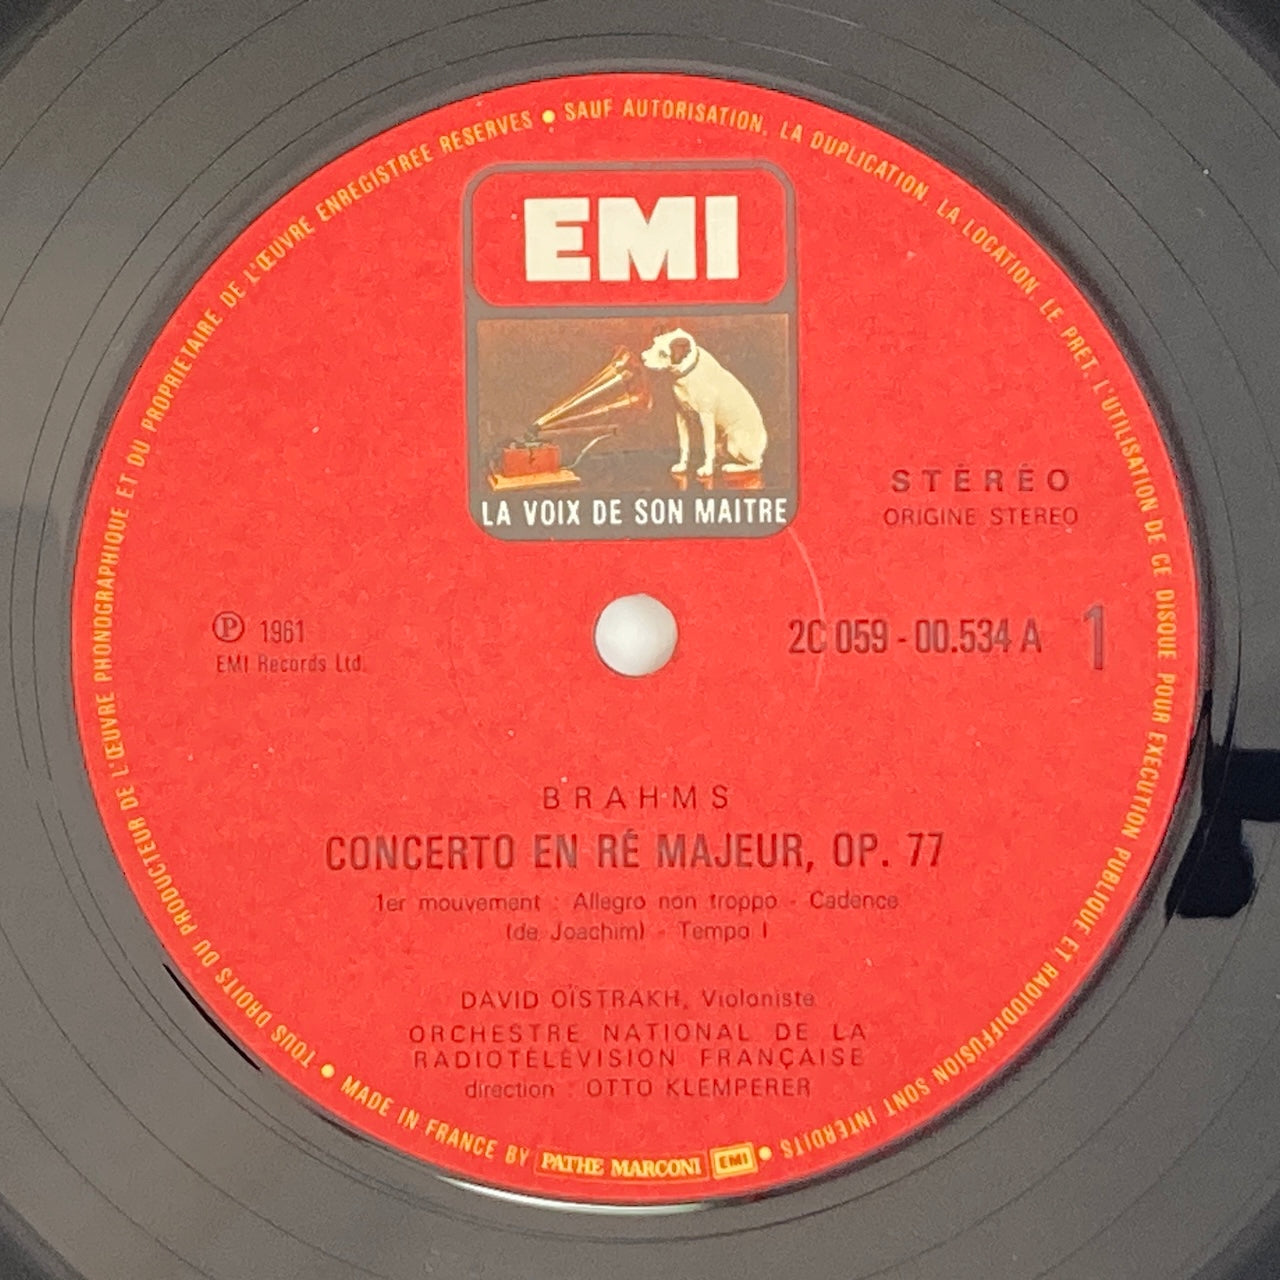 TOUS DROITS DU PRODUCTEUR DE L'ŒUVRE PHONOGRAPHIQUE ET DU PROPRIETAIRE DE L'ŒUVRE ENREGISTREE RESERVES • SAUF AUTORISATION, LA DUPLICATION, LA LOCATION, LE PRET, L'UTILISATION DE CE DISQUE POUR EXECUTION PUBLIQUE ET RADIODIFFUSION SONT INTERDITS •
EMI
LA VOIX DE SON MAITRE
STÉRÉO
ORIGINE STEREO
℗ 1961
EMI Records Ltd.
2C 059 - 00.534 A 1
BRAHMS
CONCERTO EN RÉ MAJEUR, OP. 77
1er mouvement : Allegro non troppo - Cadence
(de Joachim) - Tempo I
DAVID OÏSTRAKH, Violoniste
ORCHESTRE NATIONAL DE LA
RADIOTÉLÉVISION FRANÇAISE
direction : OTTO KLEMPERER
• MADE IN FRANCE BY PATHE MARCONI EMI